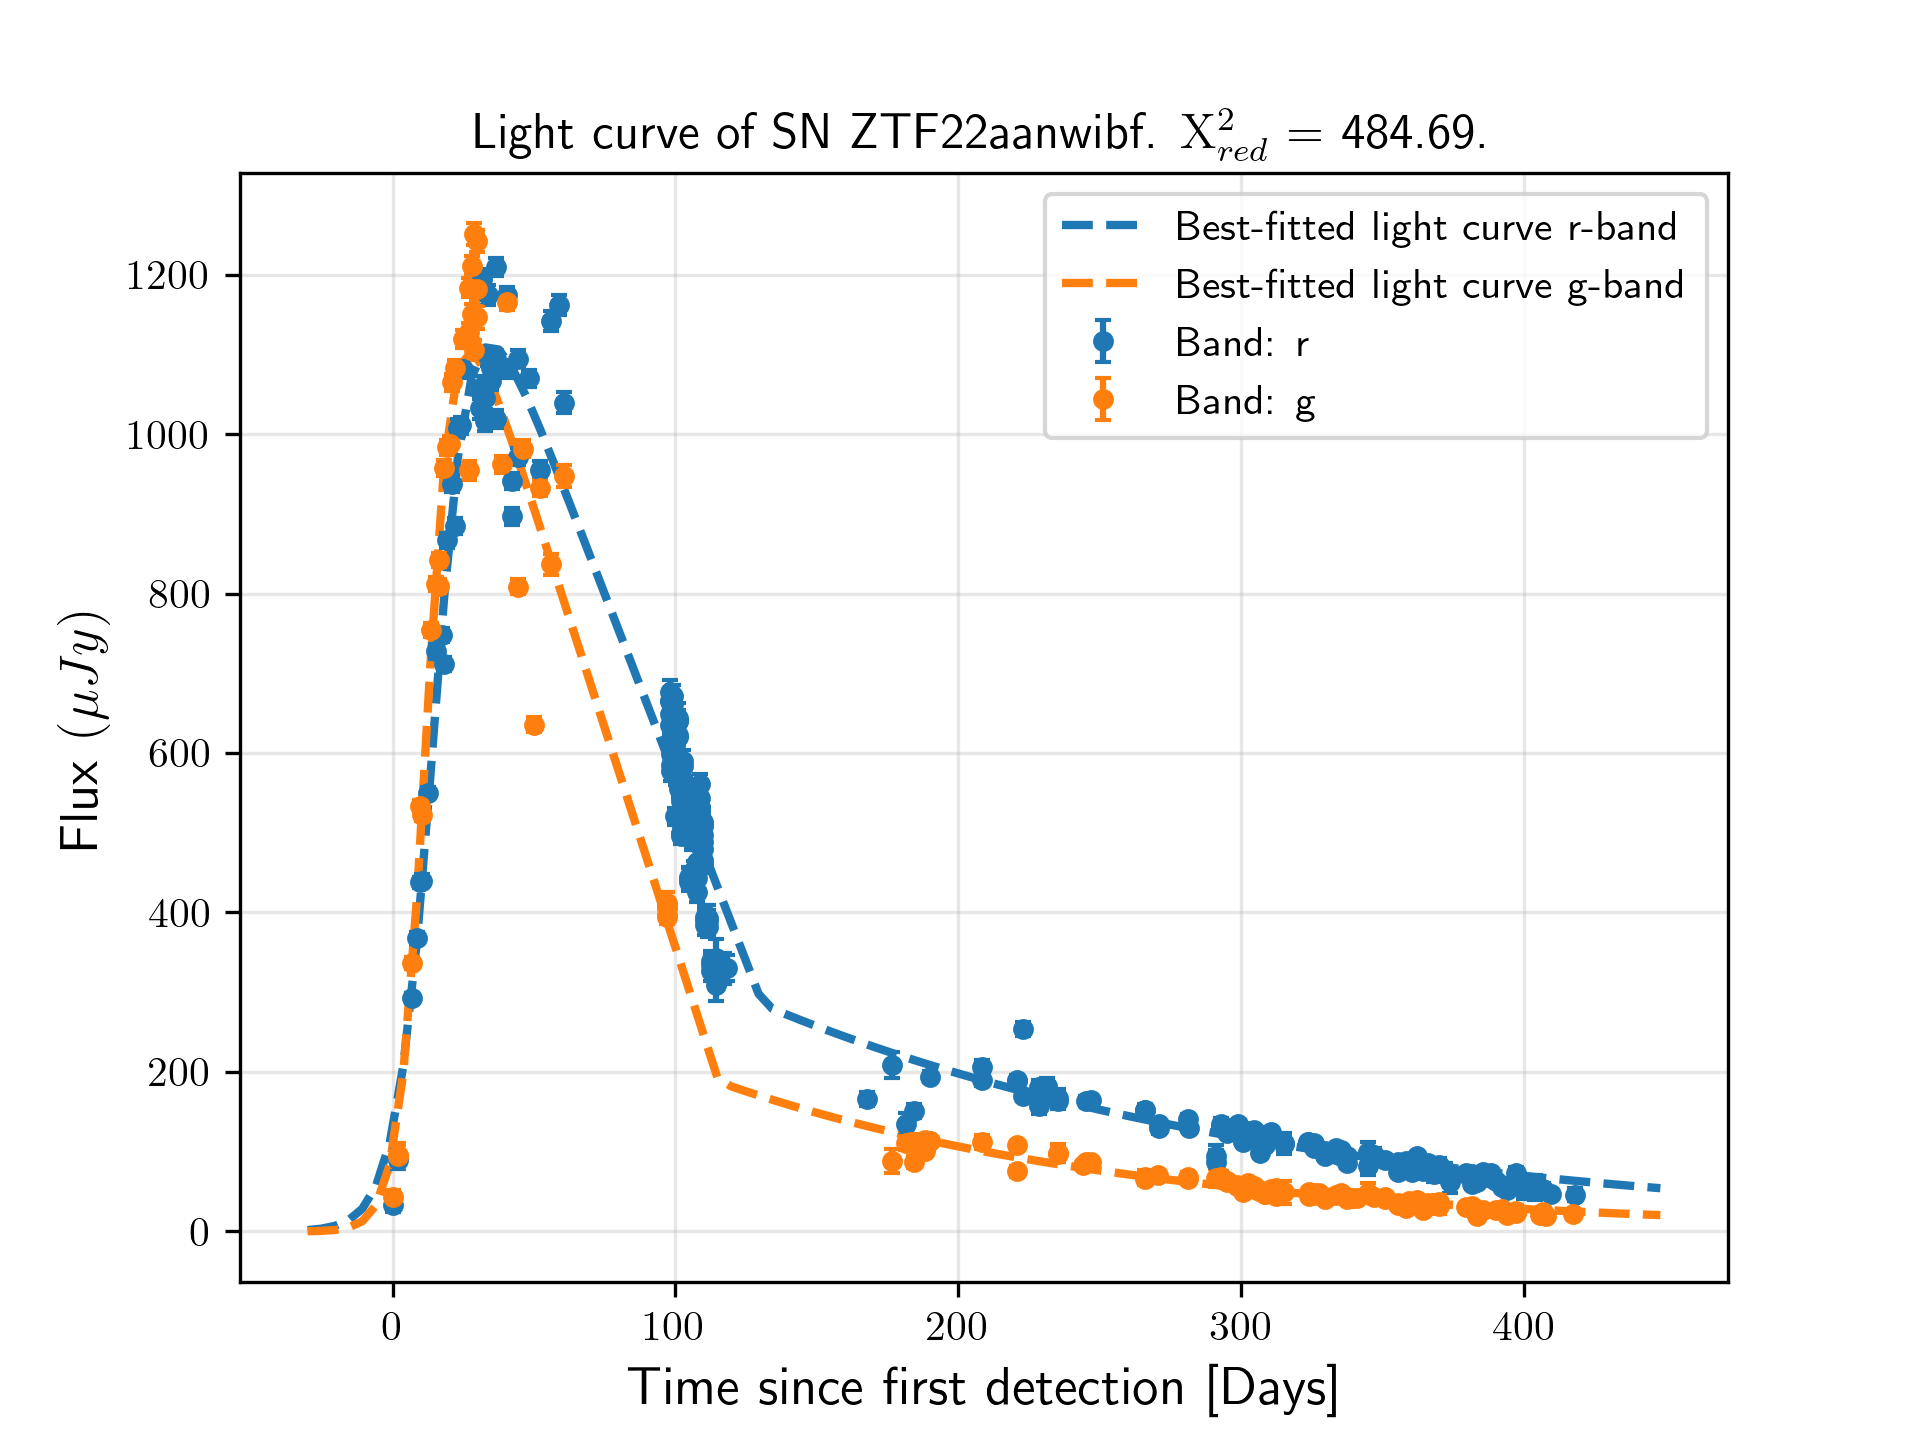 Light curve of SN ZTF22aanwibf. X²_red = 484.69.
Best-fitted light curve r-band
Best-fitted light curve g-band
Band: r
Band: g
Flux (μJy)
1200
1000
800
600
400
200
0
0 100 200 300 400
Time since first detection [Days]